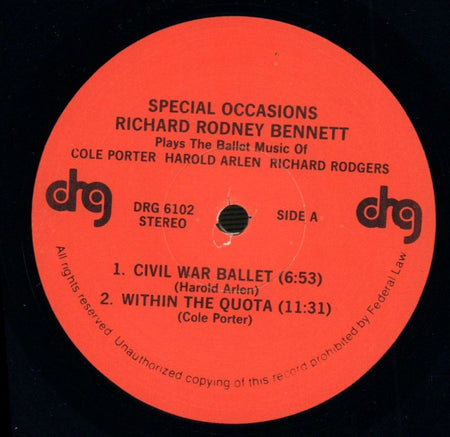 SPECIAL OCCASIONS
RICHARD RODNEY BENNETT
Plays The Ballet Music Of
COLE PORTER HAROLD ARLEN RICHARD RODGERS
drg
drg
DRG 6102
STEREO
SIDE A
1. CIVIL WAR BALLET (6:53)
(Harold Arlen)
2. WITHIN THE QUOTA (11:31)
(Cole Porter)
All rights reserved. Unauthorized copying of this record prohibited by Federal Law